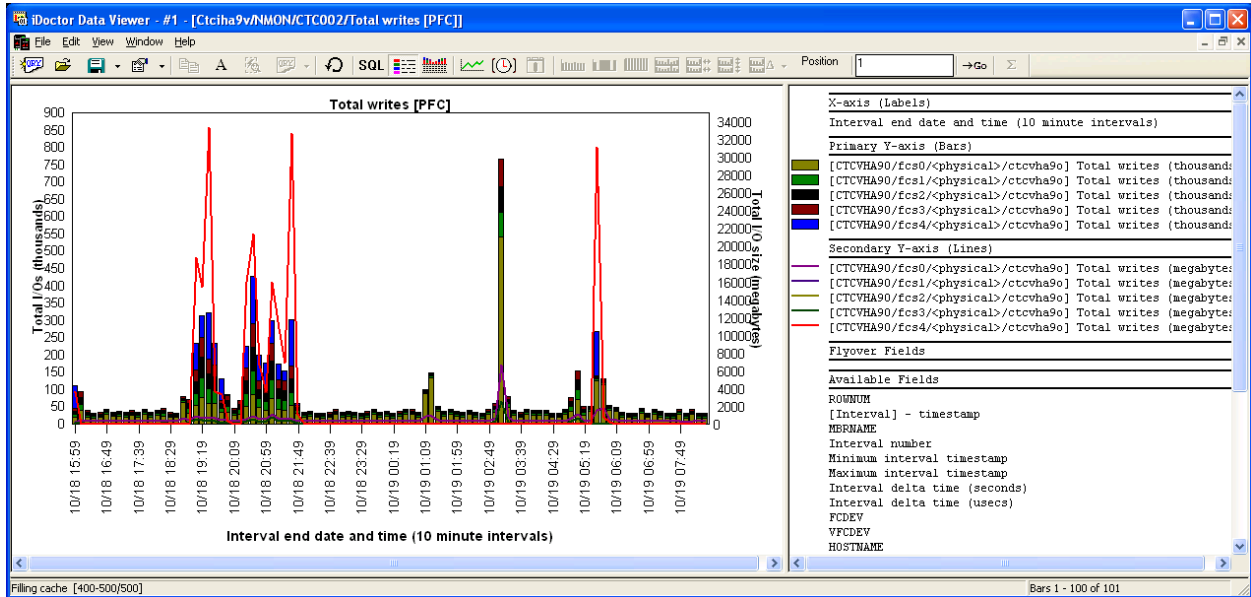 iDoctor Data Viewer - #1 - [Ctciha9v/NMON/CTC002/Total writes [PFC]]
File Edit View Window Help
QRY A QRY SQL Position 1 Go Σ
Total writes [PFC]
900
850
800
750
700
650
600
550
500
450
400
350
300
250
200
150
100
50
0
Total I/Os (thousands)
34000
32000
30000
28000
26000
24000
22000
20000
18000
16000
14000
12000
10000
8000
6000
4000
2000
0
Total I/O size (megabytes)
10/18 15:59
10/18 16:49
10/18 17:39
10/18 18:29
10/18 19:19
10/18 20:09
10/18 20:59
10/18 21:49
10/18 22:39
10/18 23:29
10/19 00:19
10/19 01:09
10/19 01:59
10/19 02:49
10/19 03:39
10/19 04:29
10/19 05:19
10/19 06:09
10/19 06:59
10/19 07:49
Interval end date and time (10 minute intervals)
X-axis (Labels)
Interval end date and time (10 minute intervals)
Primary Y-axis (Bars)
[CTCVHA90/fcs0/<physical>/ctcvha9o] Total writes (thousands
[CTCVHA90/fcs1/<physical>/ctcvha9o] Total writes (thousands
[CTCVHA90/fcs2/<physical>/ctcvha9o] Total writes (thousands
[CTCVHA90/fcs3/<physical>/ctcvha9o] Total writes (thousands
[CTCVHA90/fcs4/<physical>/ctcvha9o] Total writes (thousands
Secondary Y-axis (Lines)
[CTCVHA90/fcs0/<physical>/ctcvha9o] Total writes (megabytes
[CTCVHA90/fcs1/<physical>/ctcvha9o] Total writes (megabytes
[CTCVHA90/fcs2/<physical>/ctcvha9o] Total writes (megabytes
[CTCVHA90/fcs3/<physical>/ctcvha9o] Total writes (megabytes
[CTCVHA90/fcs4/<physical>/ctcvha9o] Total writes (megabytes
Flyover Fields
Available Fields
ROWNUM
[Interval] - timestamp
MBRNAME
Interval number
Minimum interval timestamp
Maximum interval timestamp
Interval delta time (seconds)
Interval delta time (usecs)
FCDEV
VFCDEV
HOSTNAME
Filling cache [400-500/500]
Bars 1 - 100 of 101